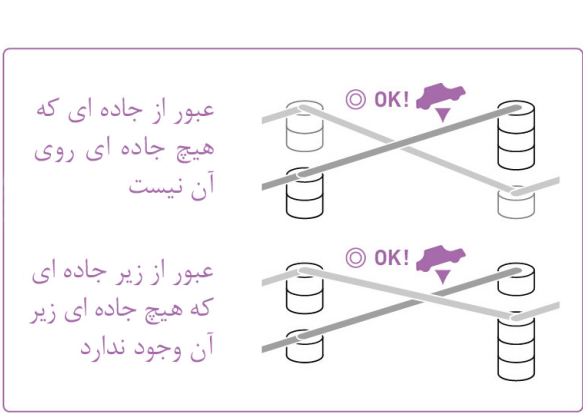 عبور از جاده ای که
هیچ جاده ای روی
آن نیست
◎ OK!
عبور از زیر جاده ای
که هیچ جاده ای زیر
آن وجود ندارد
◎ OK!